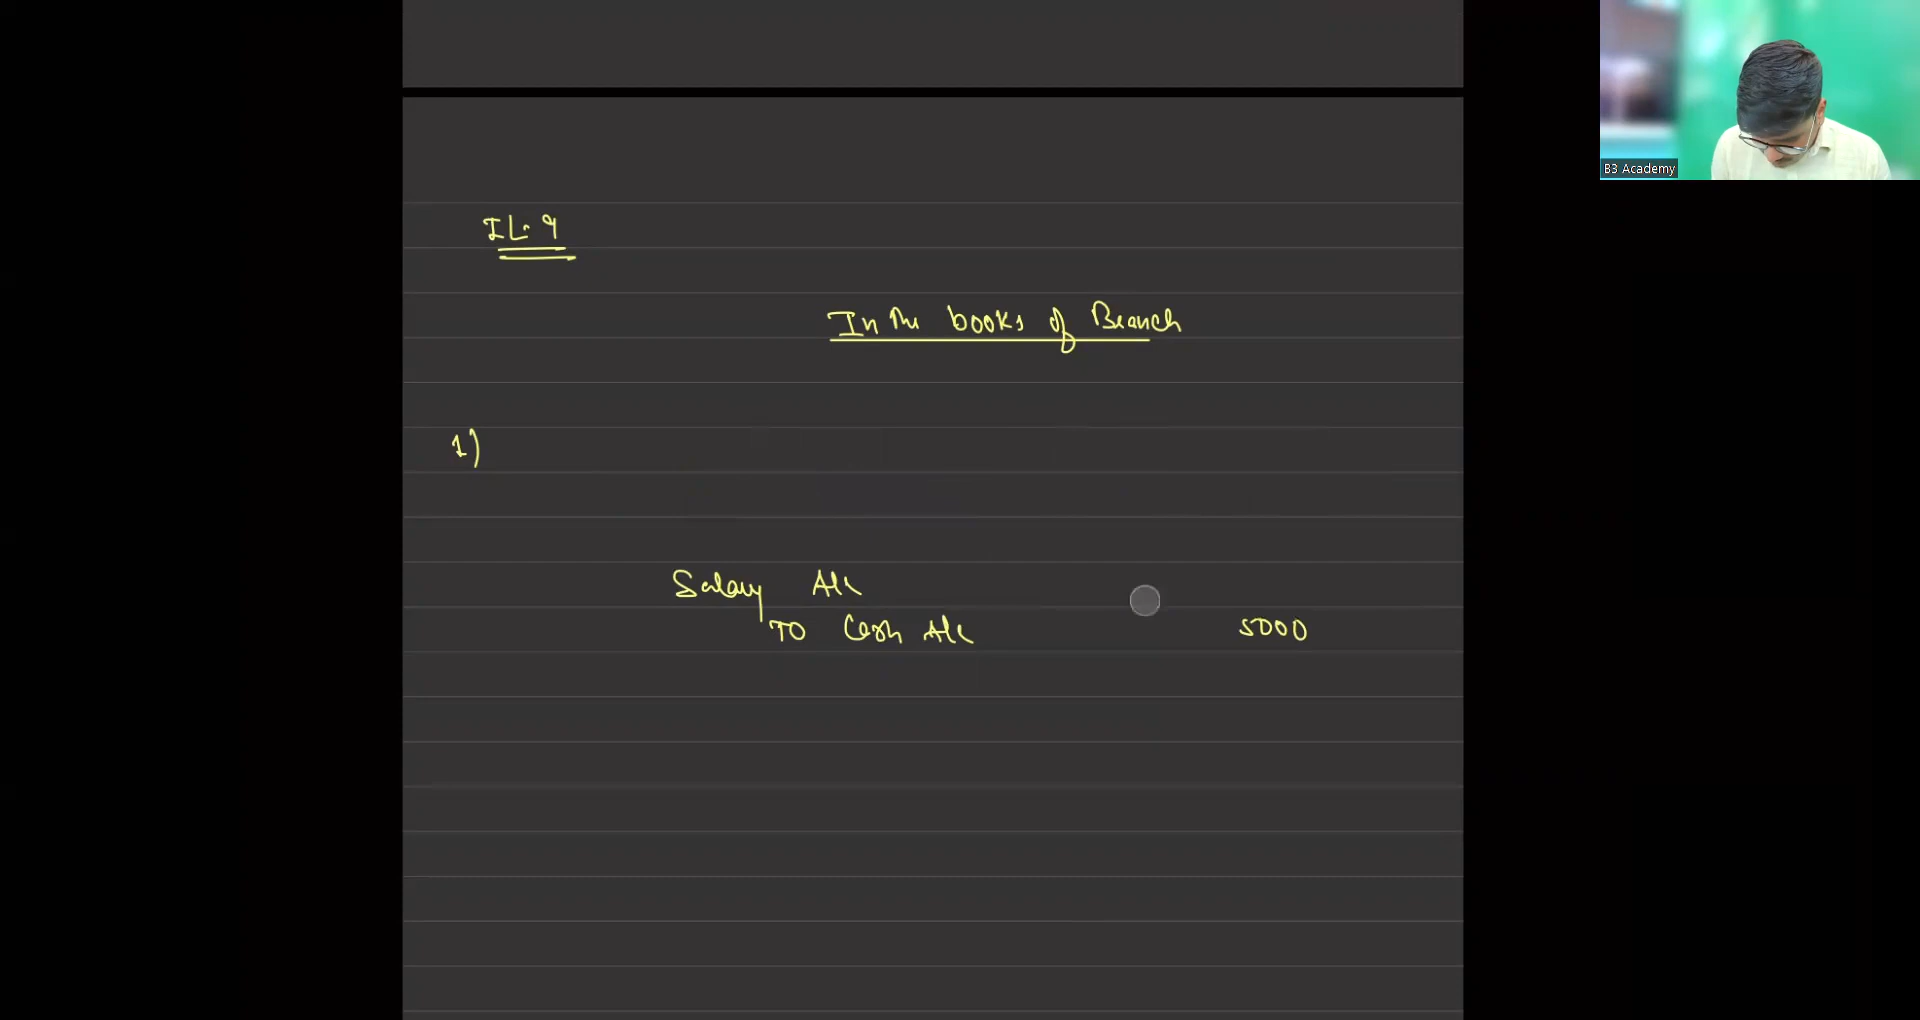 B3 Academy
IL. 9
In the books of Branch
1)
Salary A/c
TO Cash A/c 5000